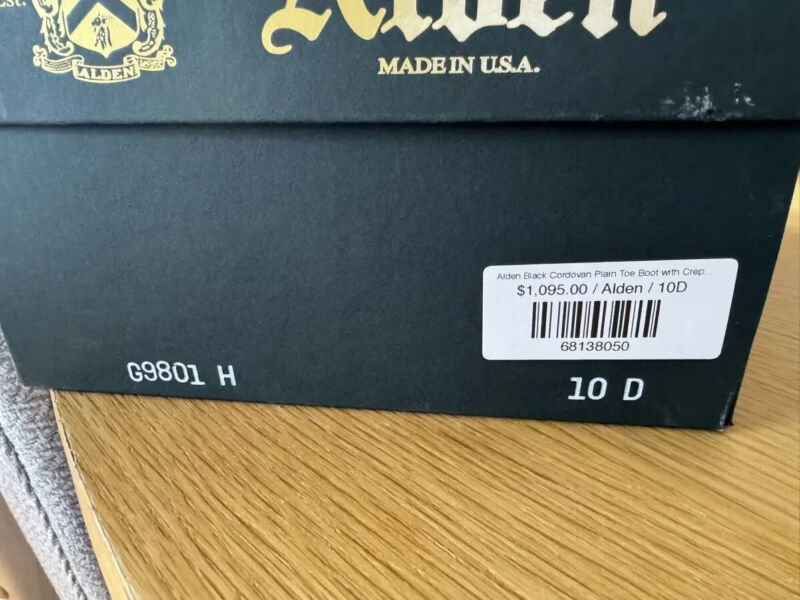 Est.
ALDEN
Alden
MADE IN U.S.A.
Alden Black Cordovan Plain Toe Boot with Crep...
$1,095.00 / Alden / 10D
68138050
G9801 H
10 D